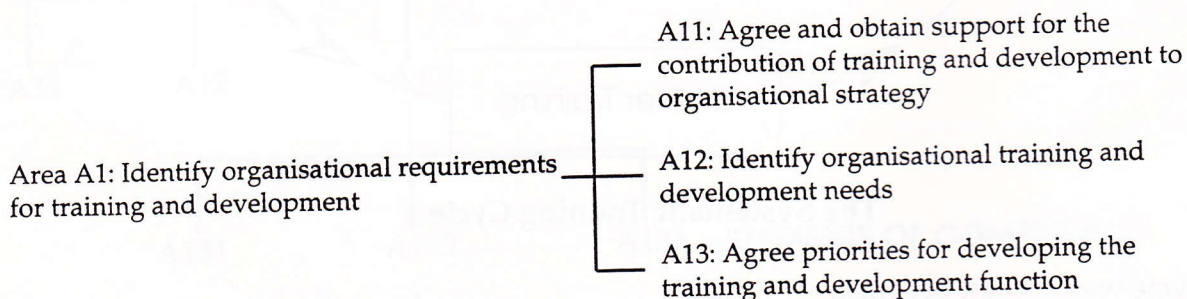 A11: Agree and obtain support for the
contribution of training and development to
organisational strategy
Area A1: Identify organisational requirements
for training and development
A12: Identify organisational training and
development needs
A13: Agree priorities for developing the
training and development function